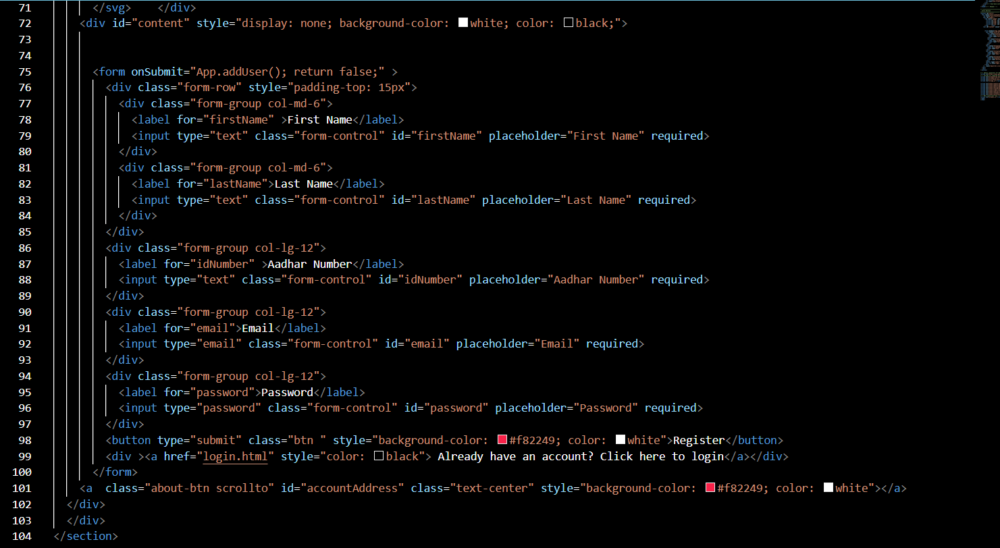 71 </svg> </div>
72 <div id="content" style="display: none; background-color: white; color: black;">
73
74
75 <form onSubmit="App.addUser(); return false;" >
76 <div class="form-row" style="padding-top: 15px">
77 <div class="form-group col-md-6">
78 <label for="firstName" >First Name</label>
79 <input type="text" class="form-control" id="firstName" placeholder="First Name" required>
80 </div>
81 <div class="form-group col-md-6">
82 <label for="lastName">Last Name</label>
83 <input type="text" class="form-control" id="lastName" placeholder="Last Name" required>
84 </div>
85 </div>
86 <div class="form-group col-lg-12">
87 <label for="idNumber" >Aadhar Number</label>
88 <input type="text" class="form-control" id="idNumber" placeholder="Aadhar Number" required>
89 </div>
90 <div class="form-group col-lg-12">
91 <label for="email">Email</label>
92 <input type="email" class="form-control" id="email" placeholder="Email" required>
93 </div>
94 <div class="form-group col-lg-12">
95 <label for="password">Password</label>
96 <input type="password" class="form-control" id="password" placeholder="Password" required>
97 </div>
98 <button type="submit" class="btn " style="background-color: #f82249; color: white">Register</button>
99 <div ><a href="login.html" style="color: black"> Already have an account? Click here to login</a></div>
100 </form>
101 <a  class="about-btn scrollto" id="accountAddress" class="text-center" style="background-color: #f82249; color: white"></a>
102 </div>
103 </div>
104 </section>